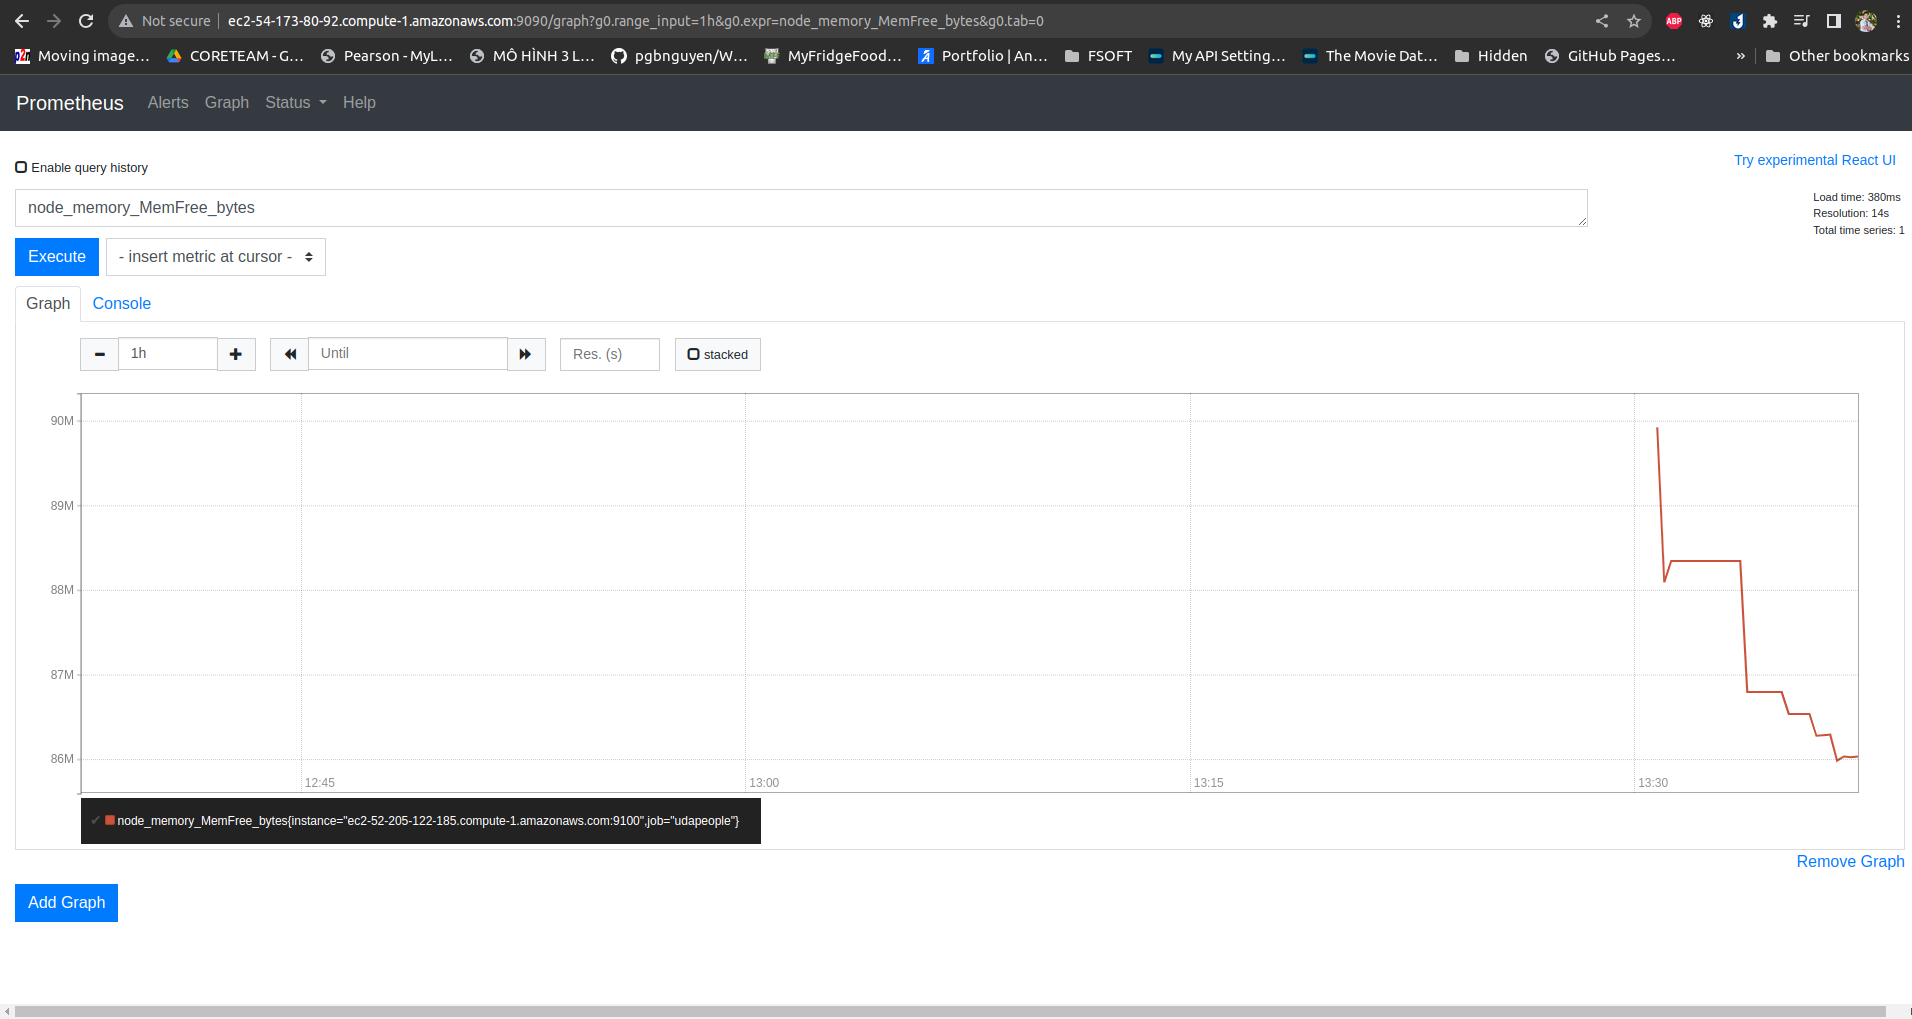 Not secure ec2-54-173-80-92.compute-1.amazonaws.com:9090/graph?g0.range_input=1h&g0.expr=node_memory_MemFree_bytes&g0.tab=0
ABP
Moving image… CORETEAM - G… Pearson - MyL… MÔ HÌNH 3 L… pgbnguyen/W… MyFridgeFood… Portfolio | An… FSOFT My API Setting… The Movie Dat… Hidden GitHub Pages… » Other bookmarks
Prometheus Alerts Graph Status Help
Enable query history
Try experimental React UI
node_memory_MemFree_bytes
Load time: 380ms
Resolution: 14s
Total time series: 1
Execute - insert metric at cursor -
Graph Console
1h Until Res. (s) stacked
90M
89M
88M
87M
86M
12:45 13:00 13:15 13:30
node_memory_MemFree_bytes{instance="ec2-52-205-122-185.compute-1.amazonaws.com:9100",job="udapeople"}
Remove Graph
Add Graph